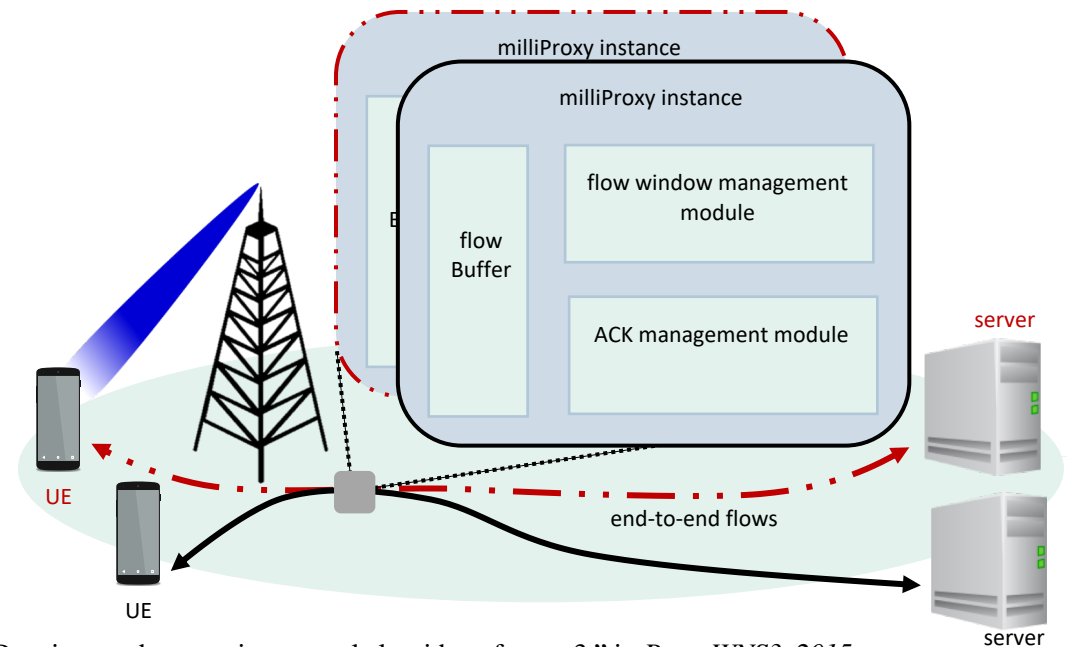 milliProxy instance
milliProxy instance
flow window management
module
flow
Buffer
ACK management module
server
UE
end-to-end flows
UE
server
2015